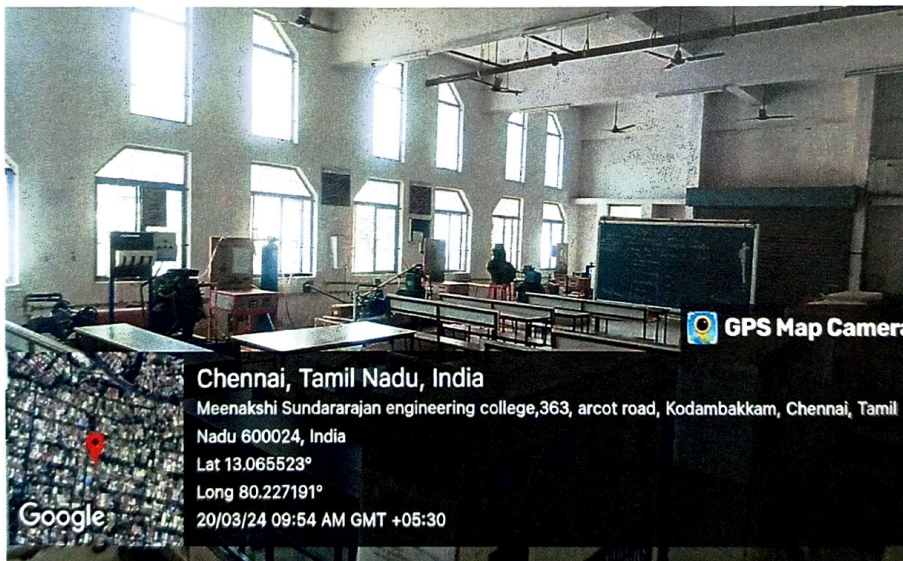 GPS Map Camera
Chennai, Tamil Nadu, India
Meenakshi Sundararajan engineering college,363, arcot road, Kodambakkam, Chennai, Tamil
Nadu 600024, India
Lat 13.065523°
Long 80.227191°
20/03/24 09:54 AM GMT +05:30
Google